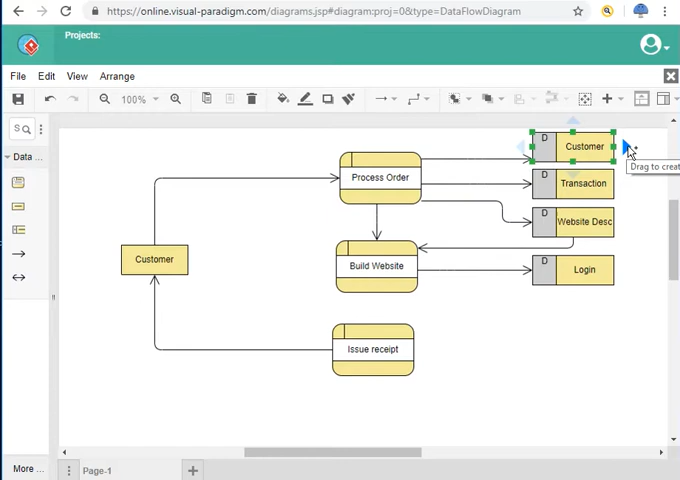 https://online.visual-paradigm.com/diagrams.jsp#diagram:proj=0&type=DataFlowDiagram
Projects:
File Edit View Arrange
100%
S
Data ...
D Customer
Drag to creat
Process Order
D Transaction
D Website Desc
Customer
Build Website
D Login
Issue receipt
More ...
Page-1